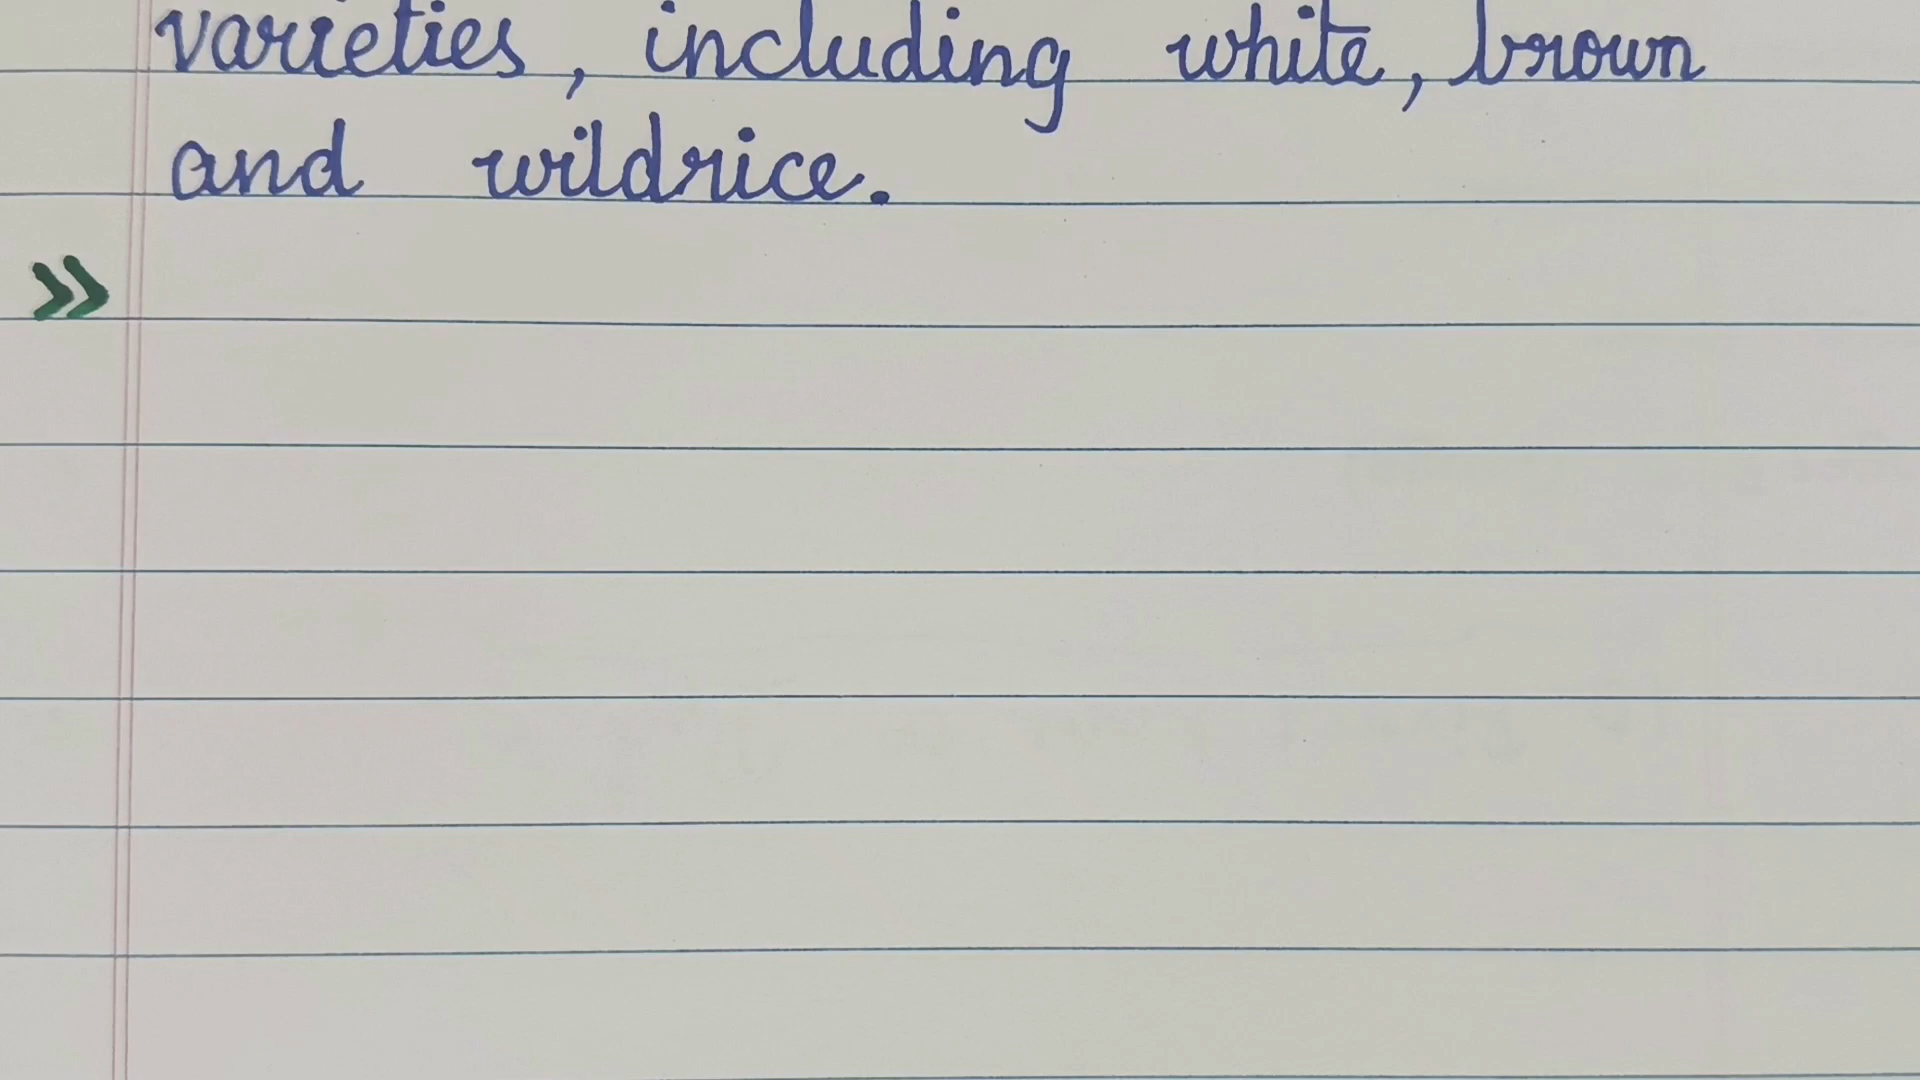 varieties, including white, brown
and wildrice.
»